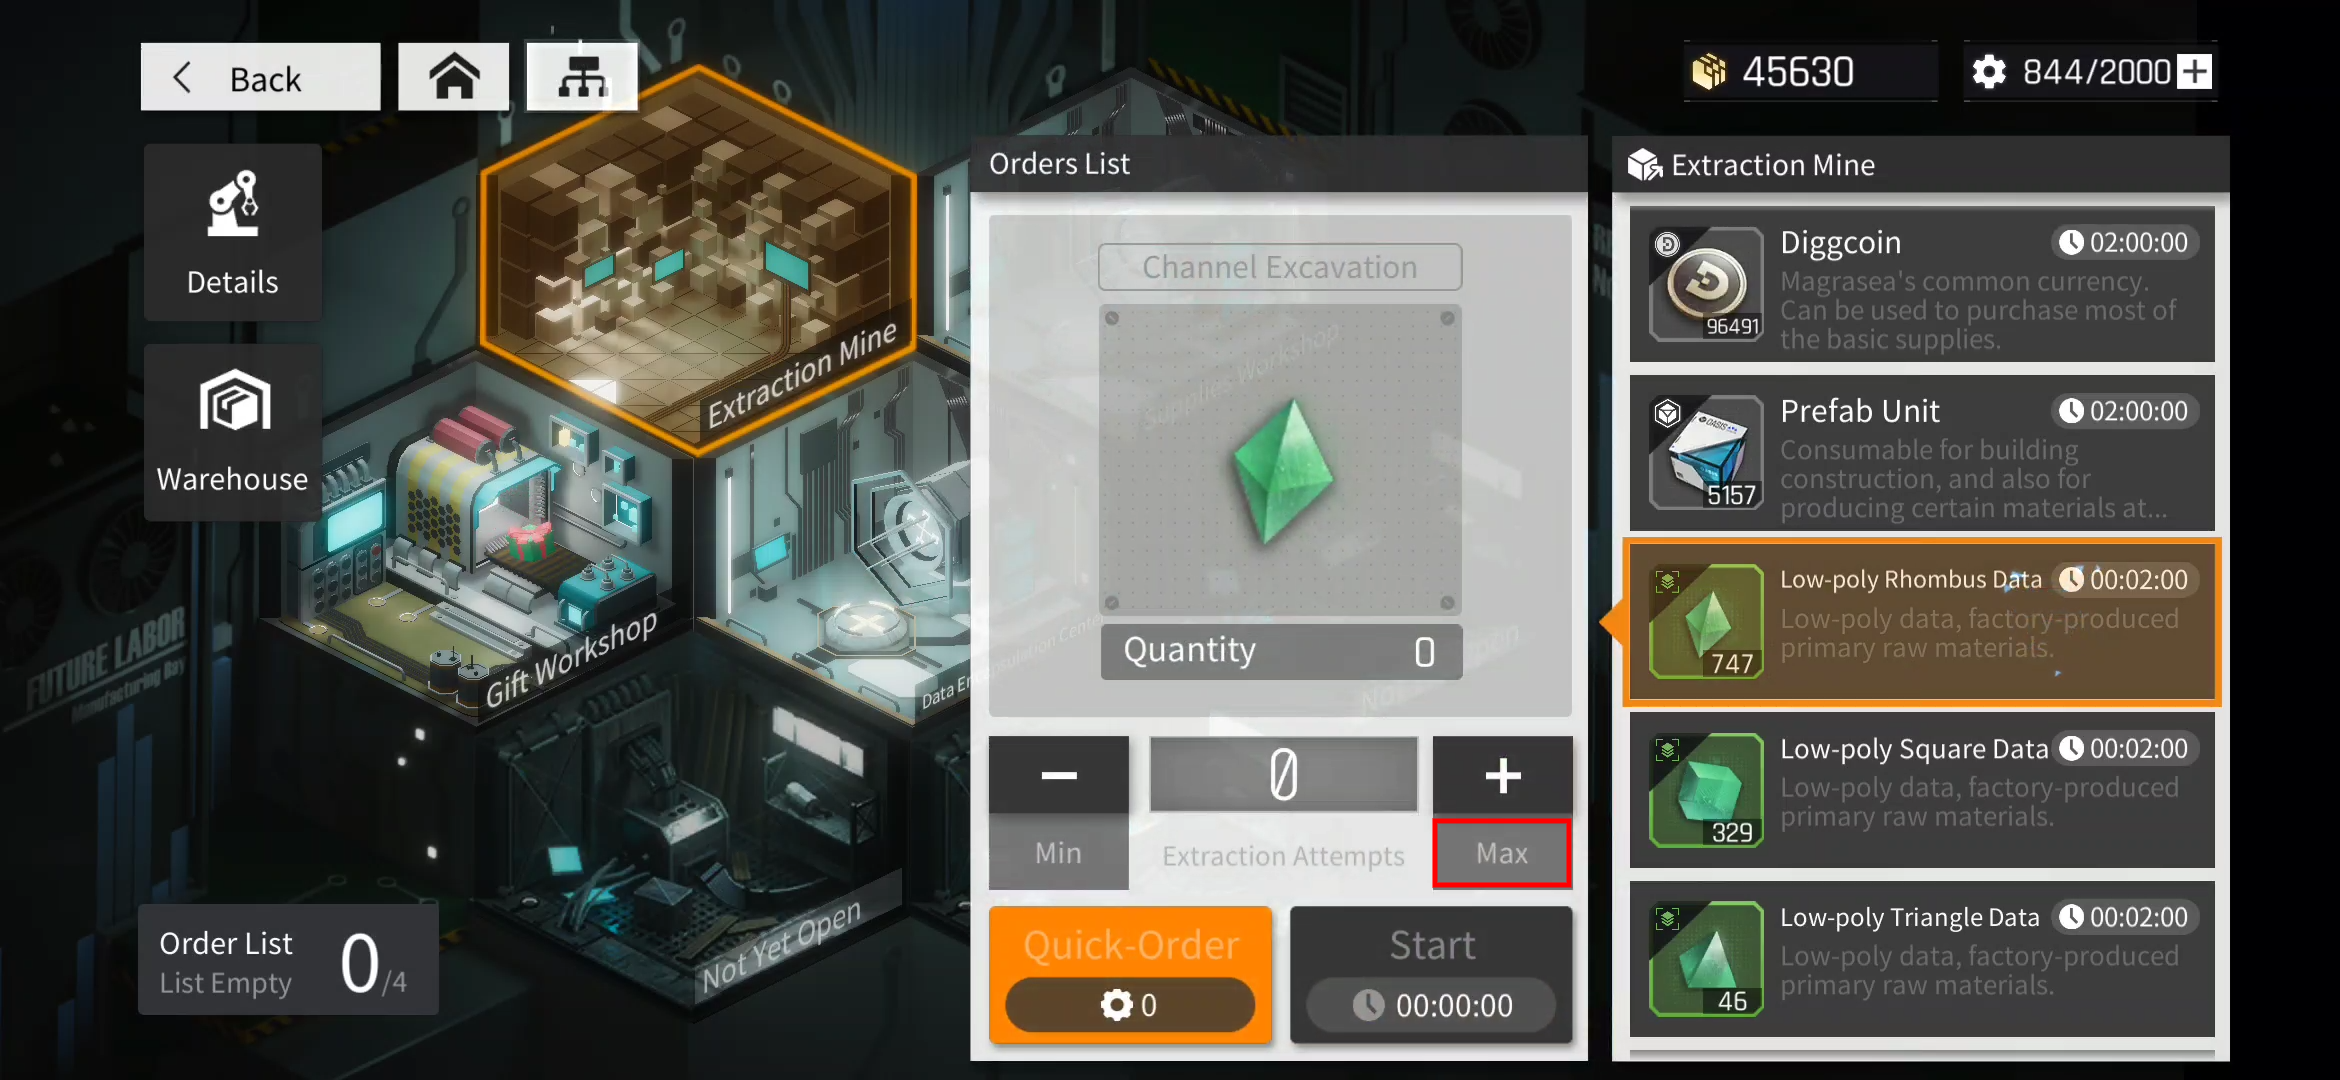 Back
45630
844/2000
Details
Warehouse
Extraction Mine
Gift Workshop
Supplies Workshop
Not Yet Open
FUTURE LABOR
Manufacturing Bay
Order List
List Empty
0/4
Orders List
Channel Excavation
Quantity 0
0
Min
Extraction Attempts
Max
Quick-Order
0
Start
00:00:00
Extraction Mine
Diggcoin
02:00:00
Magrasea's common currency.
Can be used to purchase most of
the basic supplies.
96491
Prefab Unit
02:00:00
Consumable for building
construction, and also for
producing certain materials at...
5157
Low-poly Rhombus Data
00:02:00
Low-poly data, factory-produced
primary raw materials.
747
Low-poly Square Data
00:02:00
Low-poly data, factory-produced
primary raw materials.
329
Low-poly Triangle Data
00:02:00
Low-poly data, factory-produced
primary raw materials.
46